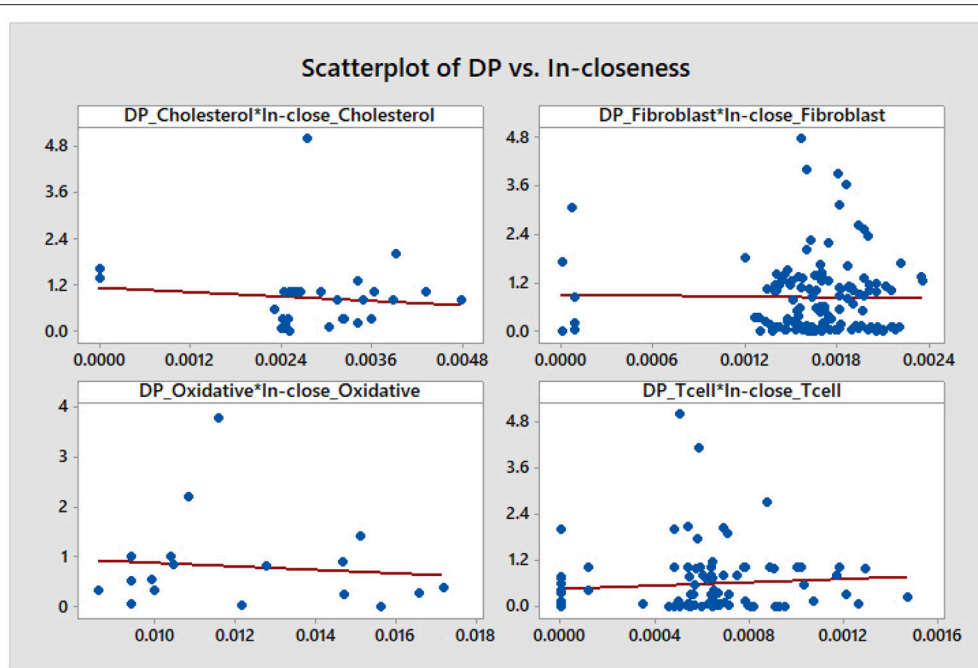 Scatterplot of DP vs. In-closeness
DP_Cholesterol*In-close_Cholesterol
4.8
3.6
2.4
1.2
0.0
0.0000 0.0012 0.0024 0.0036 0.0048
DP_Fibroblast*In-close_Fibroblast
4.8
3.6
2.4
1.2
0.0
0.0000 0.0006 0.0012 0.0018 0.0024
DP_Oxidative*In-close_Oxidative
4
3
2
1
0
0.010 0.012 0.014 0.016 0.018
DP_Tcell*In-close_Tcell
4.8
3.6
2.4
1.2
0.0
0.0000 0.0004 0.0008 0.0012 0.0016